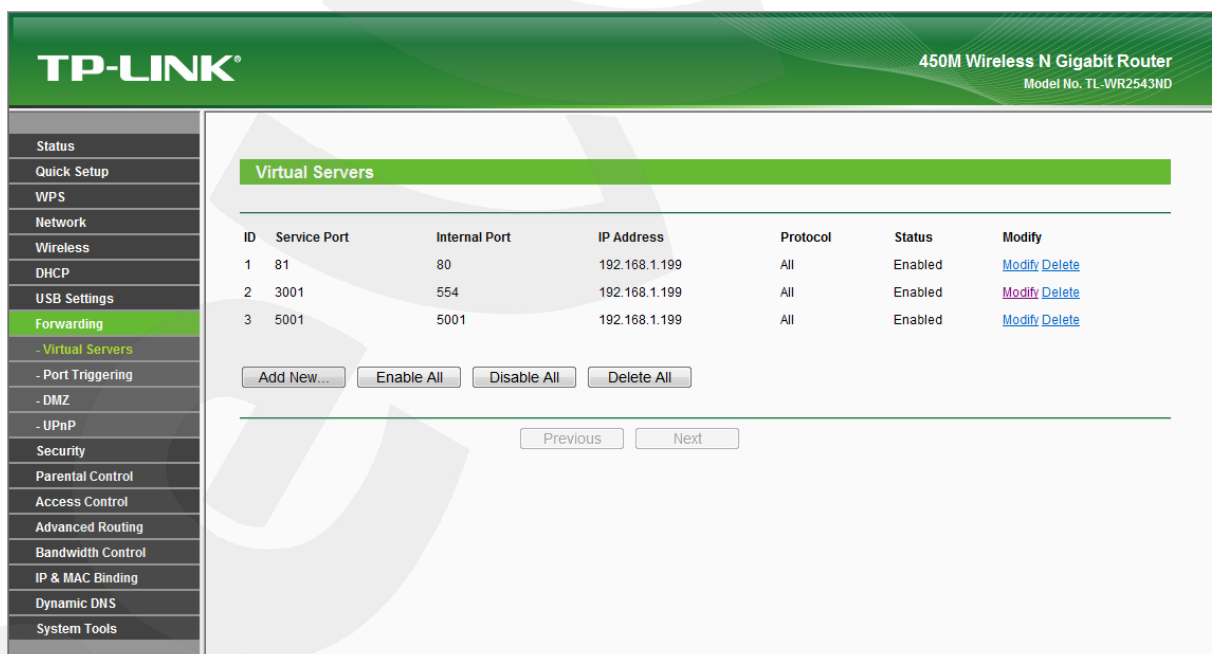 TP-LINK®
450M Wireless N Gigabit Router
Model No. TL-WR2543ND
Status
Quick Setup
WPS
Network
Wireless
DHCP
USB Settings
Forwarding
- Virtual Servers
- Port Triggering
- DMZ
- UPnP
Security
Parental Control
Access Control
Advanced Routing
Bandwidth Control
IP & MAC Binding
Dynamic DNS
System Tools
Virtual Servers
ID Service Port Internal Port IP Address Protocol Status Modify
1 81 80 192.168.1.199 All Enabled Modify Delete
2 3001 554 192.168.1.199 All Enabled Modify Delete
3 5001 5001 192.168.1.199 All Enabled Modify Delete
Add New... Enable All Disable All Delete All
Previous Next